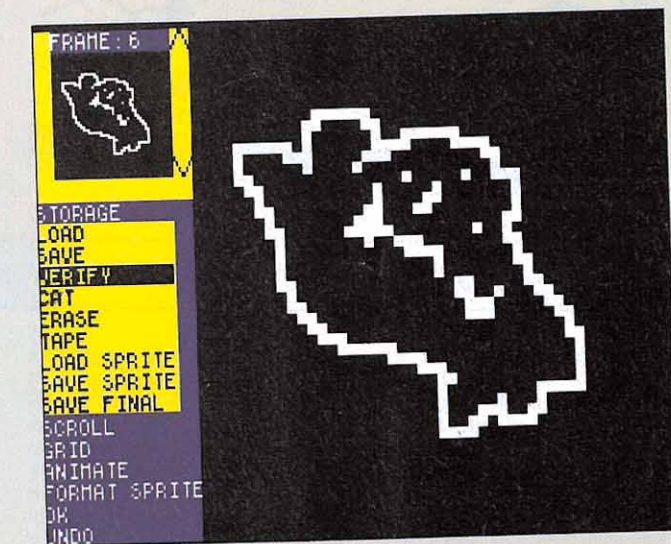 FRAME:6
STORAGE
LOAD
SAVE
VERIFY
CAT
ERASE
TAPE
LOAD SPRITE
SAVE SPRITE
SAVE FINAL
SCROLL
GRID
ANIMATE
FORMAT SPRITE
OK
UNDO